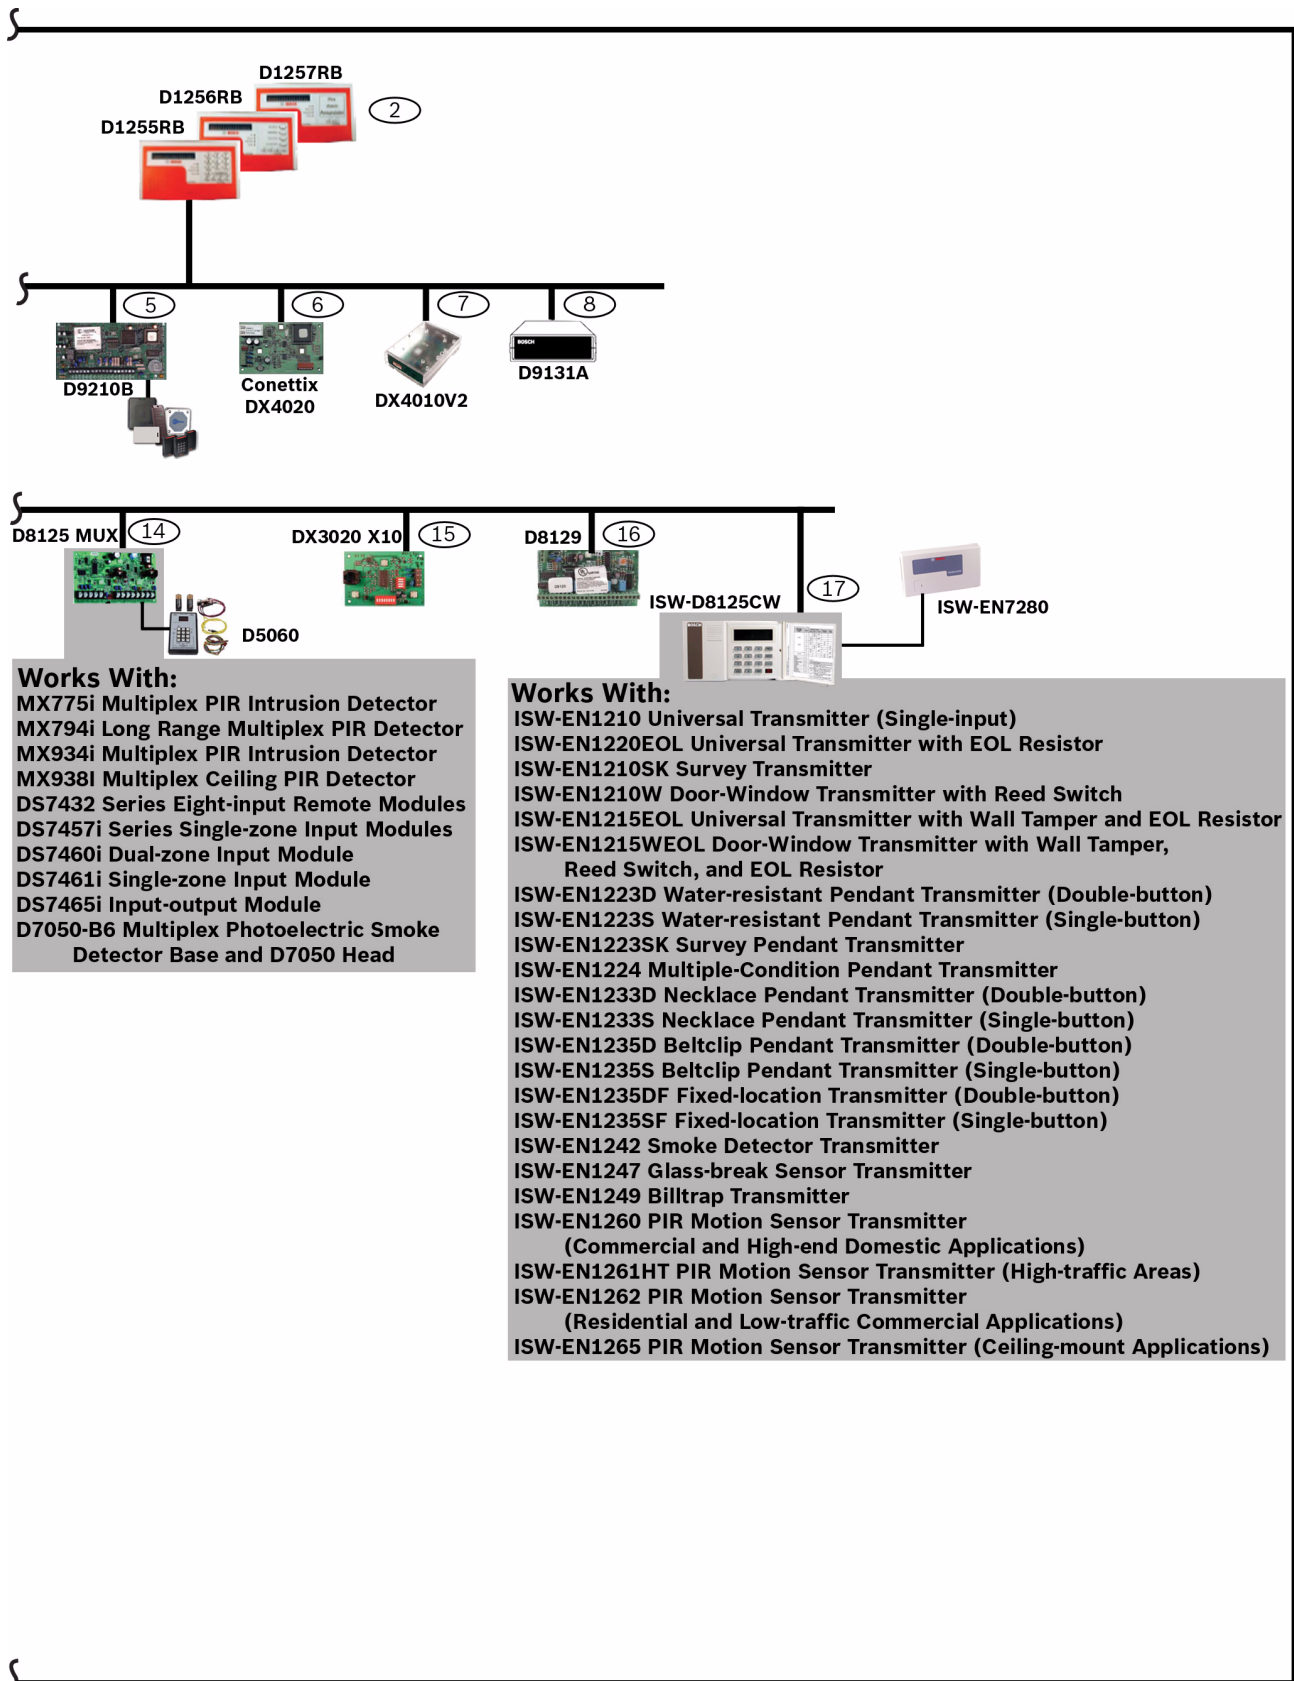 D1257RB
D1256RB
2
D1255RB
5
6
7
8
BOSCH
D9210B
Conettix
DX4020
DX4010V2
D9131A
D8125 MUX
14
DX3020 X10
15
D8129
16
17
ISW-D8125CW
ISW-EN7280
D5060
BOSCH
Works With:
MX775i Multiplex PIR Intrusion Detector
MX794i Long Range Multiplex PIR Detector
MX934i Multiplex PIR Intrusion Detector
MX938I Multiplex Ceiling PIR Detector
DS7432 Series Eight-input Remote Modules
DS7457i Series Single-zone Input Modules
DS7460i Dual-zone Input Module
DS7461i Single-zone Input Module
DS7465i Input-output Module
D7050-B6 Multiplex Photoelectric Smoke
Detector Base and D7050 Head
Works With:
ISW-EN1210 Universal Transmitter (Single-input)
ISW-EN1220EOL Universal Transmitter with EOL Resistor
ISW-EN1210SK Survey Transmitter
ISW-EN1210W Door-Window Transmitter with Reed Switch
ISW-EN1215EOL Universal Transmitter with Wall Tamper and EOL Resistor
ISW-EN1215WEOL Door-Window Transmitter with Wall Tamper,
Reed Switch, and EOL Resistor
ISW-EN1223D Water-resistant Pendant Transmitter (Double-button)
ISW-EN1223S Water-resistant Pendant Transmitter (Single-button)
ISW-EN1223SK Survey Pendant Transmitter
ISW-EN1224 Multiple-Condition Pendant Transmitter
ISW-EN1233D Necklace Pendant Transmitter (Double-button)
ISW-EN1233S Necklace Pendant Transmitter (Single-button)
ISW-EN1235D Beltclip Pendant Transmitter (Double-button)
ISW-EN1235S Beltclip Pendant Transmitter (Single-button)
ISW-EN1235DF Fixed-location Transmitter (Double-button)
ISW-EN1235SF Fixed-location Transmitter (Single-button)
ISW-EN1242 Smoke Detector Transmitter
ISW-EN1247 Glass-break Sensor Transmitter
ISW-EN1249 Billtrap Transmitter
ISW-EN1260 PIR Motion Sensor Transmitter
(Commercial and High-end Domestic Applications)
ISW-EN1261HT PIR Motion Sensor Transmitter (High-traffic Areas)
ISW-EN1262 PIR Motion Sensor Transmitter
(Residential and Low-traffic Commercial Applications)
ISW-EN1265 PIR Motion Sensor Transmitter (Ceiling-mount Applications)